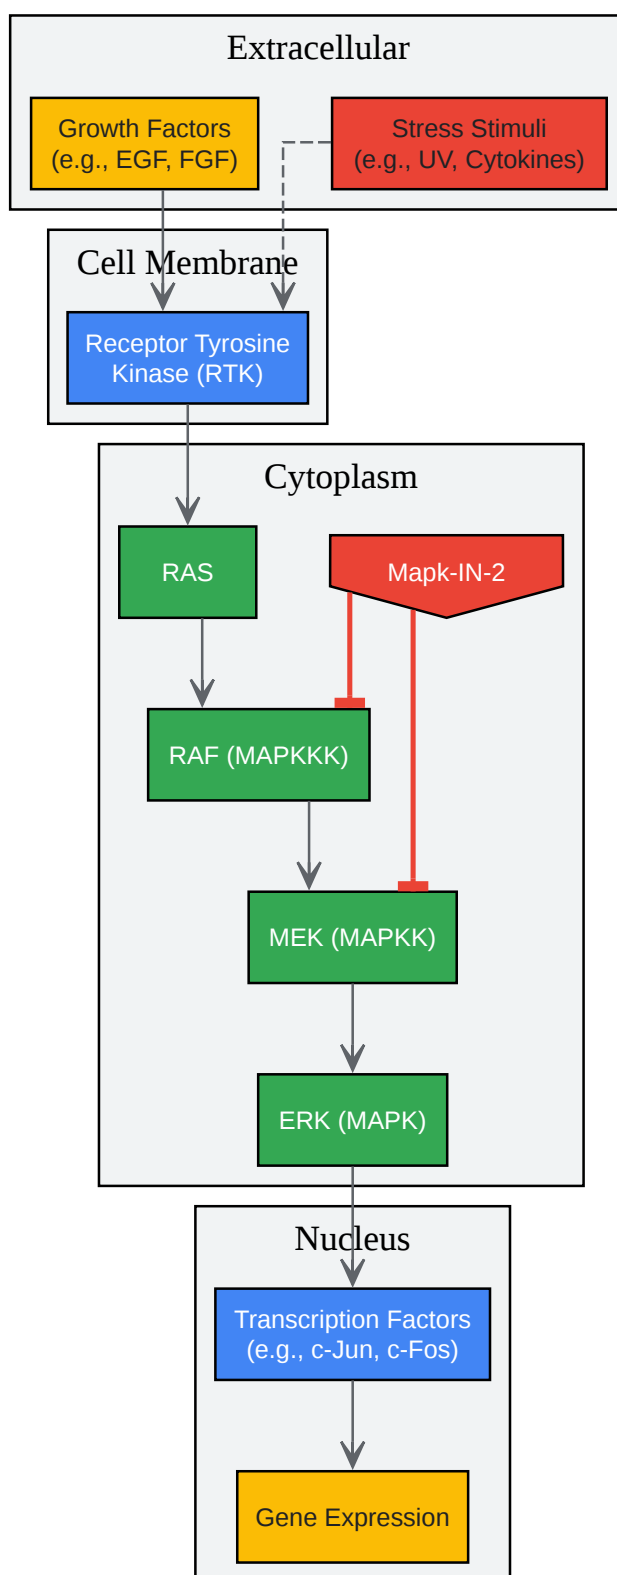 Extracellular
Growth Factors
(e.g., EGF, FGF)
Stress Stimuli
(e.g., UV, Cytokines)
Cell Membrane
Receptor Tyrosine
Kinase (RTK)
Cytoplasm
RAS
Mapk-IN-2
RAF (MAPKKK)
MEK (MAPKK)
ERK (MAPK)
Nucleus
Transcription Factors
(e.g., c-Jun, c-Fos)
Gene Expression